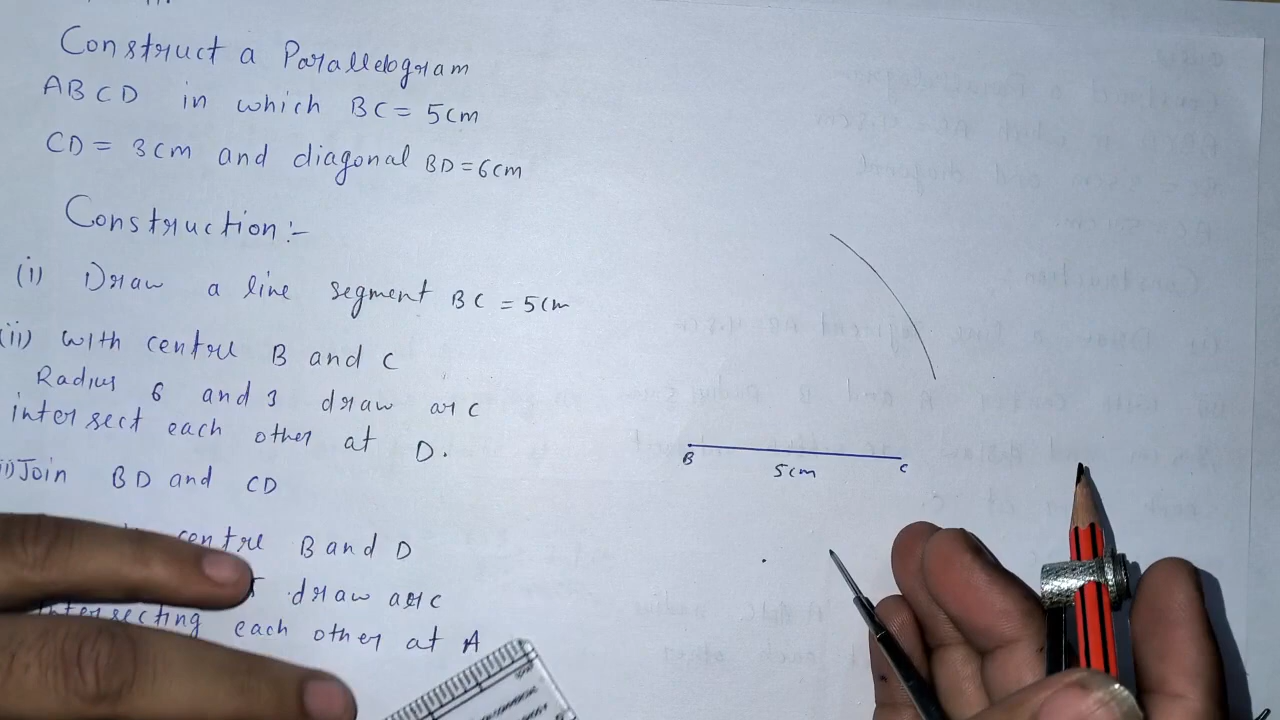 Construct a Parallelogram
ABCD in which BC = 5cm
CD = 3cm and diagonal BD = 6cm
Construction :-
(i) Draw a line segment BC = 5cm
(ii) with centre B and C
Radius 6 and 3 draw arc
intersect each other at D.
Join BD and CD
centre B and D
draw arc
intersecting each other at A
B
5cm
C